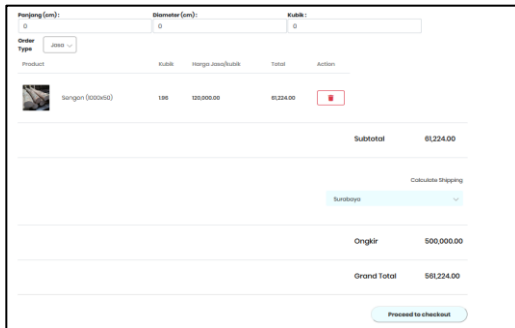 Panjang (cm) : Diameter (cm) : Kubik :
0 0 0
Order Type Jasa
Product Kubik Harga Jasa/kubik Total Action
Sengon (1000x50) 1.96 120,000.00 61,224.00
Subtotal 61,224.00
Calculate Shipping
Surabaya
Ongkir 500,000.00
Grand Total 561,224.00
Proceed to checkout